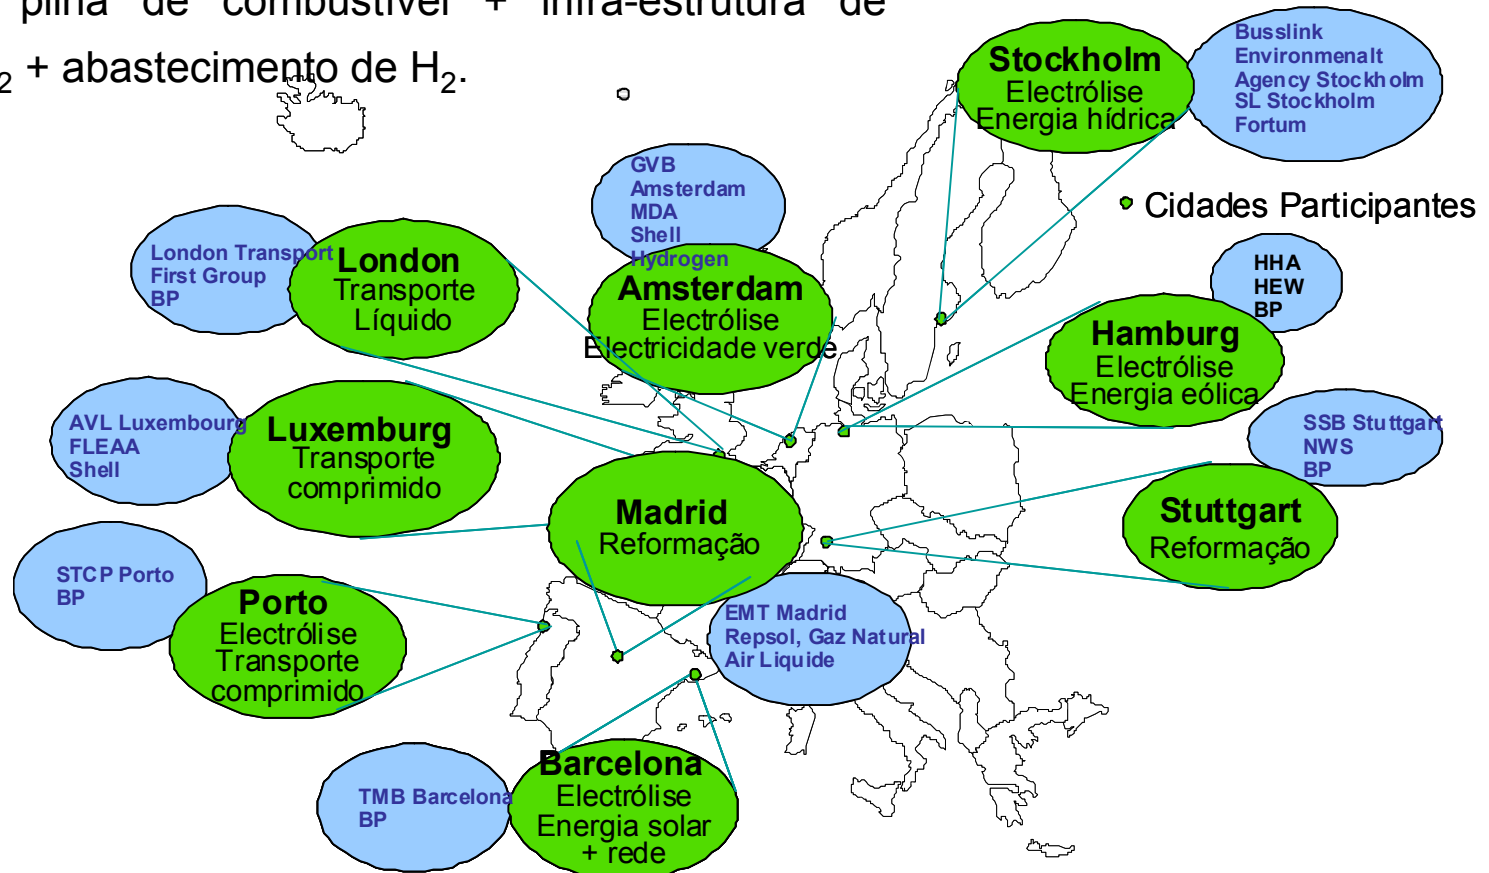 pilha de combustível + infra-estrutura de
2 + abastecimento de H2.
Stockholm
Electrólise
Energia hídrica
Busslink
Environmenalt
Agency Stockholm
SL Stockholm
Fortum
GVB
Amsterdam
MDA
Shell
Hydrogen
Amsterdam
Electrólise
Electricidade verde
Cidades Participantes
London Transport
First Group
BP
London
Transporte
Líquido
HHA
HEW
BP
Hamburg
Electrólise
Energia eólica
AVL Luxembourg
FLEAA
Shell
Luxemburg
Transporte
comprimido
SSB Stuttgart
NWS
BP
Stuttgart
Reformação
Madrid
Reformação
EMT Madrid
Repsol, Gaz Natural
Air Liquide
STCP Porto
BP
Porto
Electrólise
Transporte
comprimido
TMB Barcelona
BP
Barcelona
Electrólise
Energia solar
+ rede